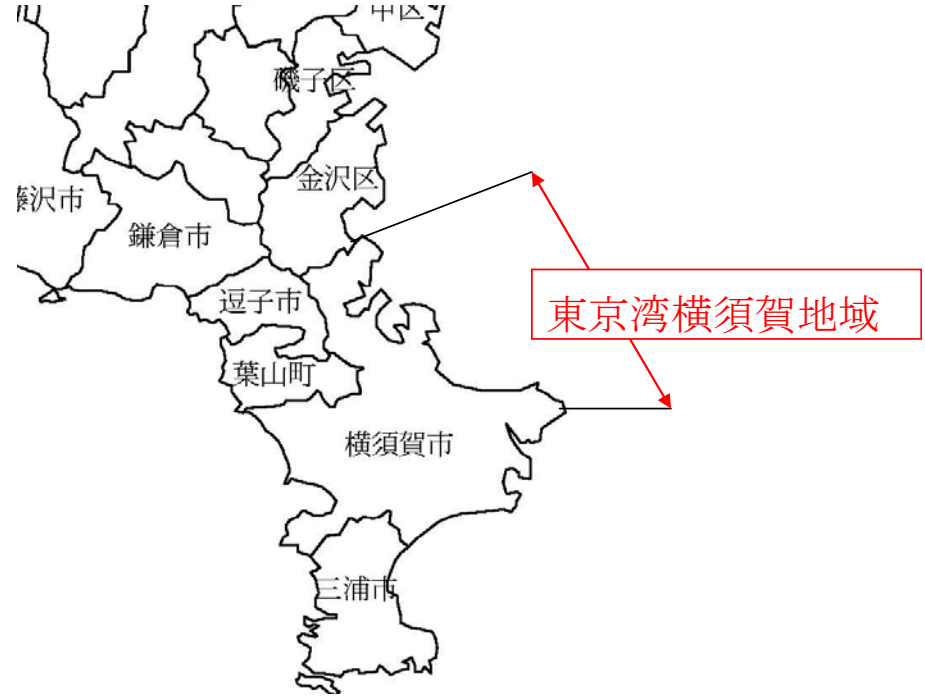 中区
磯子区
金沢区
藤沢市
鎌倉市
逗子市
東京湾横須賀地域
葉山町
横須賀市
三浦市